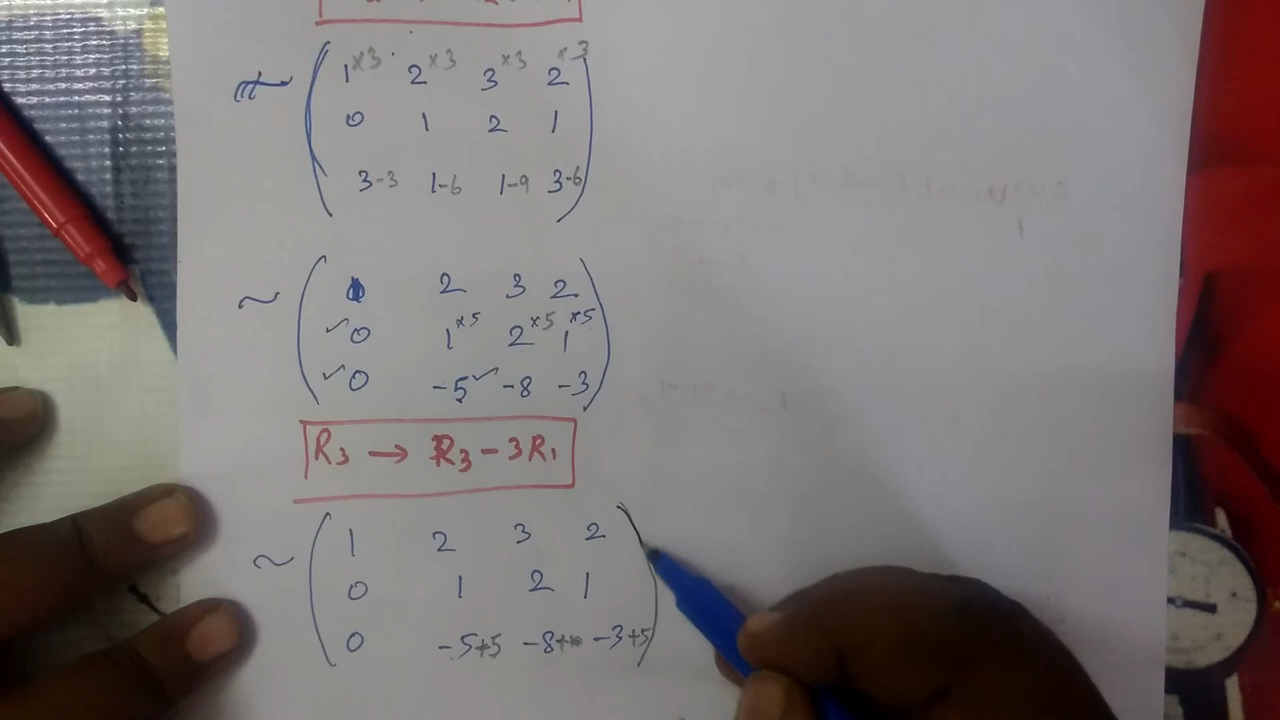 1×3 2×3 3×3 2×3
0 1 2 1
3-3 1-6 1-9 3-6
~ 2 3 2
✓0 1×5 2×5 1×5
✓0 -5✓ -8 -3
R3 → R3 - 3R1
~ 1 2 3 2
0 1 2 1
0 -5+5 -8+10 -3+5